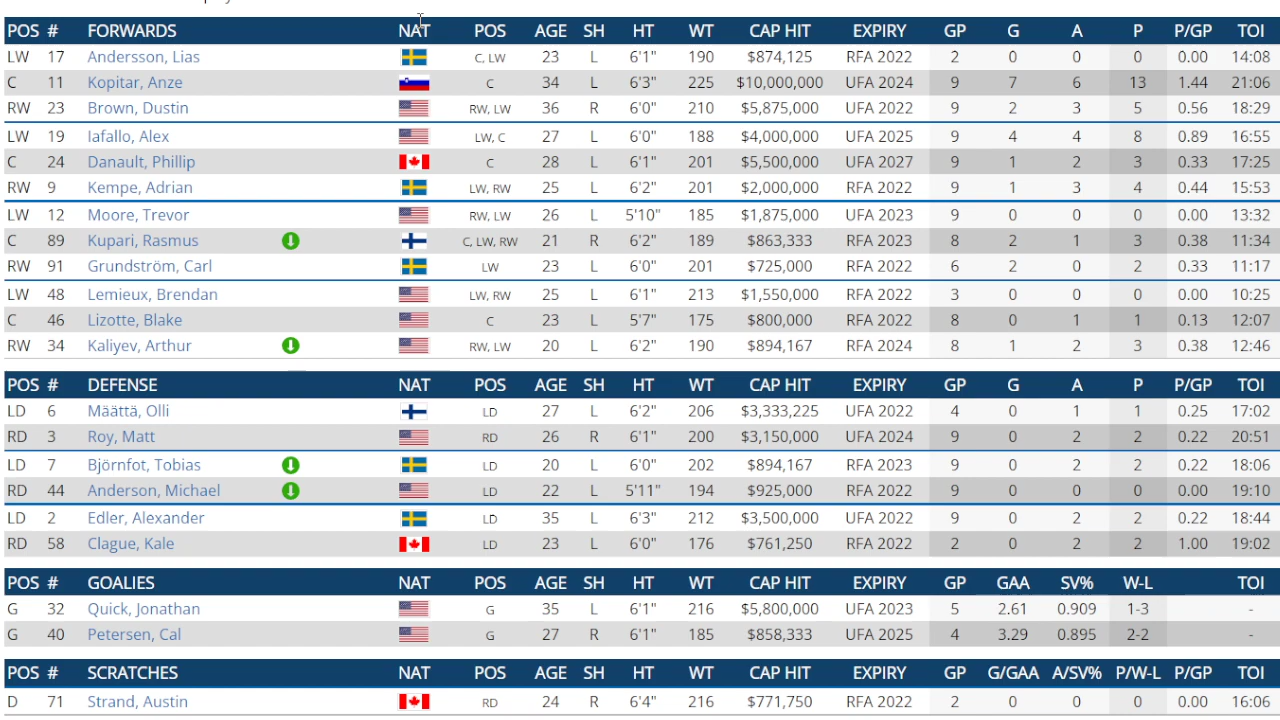 POS # FORWARDS NAT POS AGE SH HT WT CAP HIT EXPIRY GP G A P P/GP TOI
LW 17 Andersson, Lias C, LW 23 L 6'1" 190 $874,125 RFA 2022 2 0 0 0 0.00 14:08
C 11 Kopitar, Anze C 34 L 6'3" 225 $10,000,000 UFA 2024 9 7 6 13 1.44 21:00
RW 23 Brown, Dustin RW, LW 36 R 6'0" 210 $5,875,000 UFA 2022 9 2 3 5 0.56 18:23
LW 19 Iafallo, Alex LW, C 27 L 6'0" 188 $4,000,000 UFA 2025 9 4 4 8 0.89 16:55
C 24 Danault, Phillip C 28 L 6'1" 201 $5,500,000 UFA 2027 9 1 2 3 0.33 17:25
RW 9 Kempe, Adrian LW, RW 25 L 6'2" 201 $2,000,000 RFA 2022 9 1 3 4 0.44 15:53
LW 12 Moore, Trevor RW, LW 26 L 5'10" 185 $1,875,000 UFA 2023 9 0 0 0 0.00 13:32
C 89 Kupari, Rasmus C, LW, RW 21 R 6'2" 189 $863,333 RFA 2023 8 2 1 3 0.38 11:34
RW 91 Grundström, Carl LW 23 L 6'0" 201 $725,000 RFA 2022 6 2 0 2 0.33 11:17
LW 48 Lemieux, Brendan LW, RW 25 L 6'1" 213 $1,550,000 RFA 2022 3 0 0 0 0.00 10:25
C 46 Lizotte, Blake C 23 L 5'7" 175 $800,000 RFA 2022 8 0 1 1 0.13 12:07
RW 34 Kaliyev, Arthur RW, LW 20 L 6'2" 190 $894,167 RFA 2024 8 1 2 3 0.38
POS # DEFENSE NAT POS AGE SH HT WT CAP HIT EXPIRY GP G A P P/GP TOI
LD 6 Määttä, Olli LD 27 L 6'2" 206 $3,333,225 UFA 2022 4 0 1 1 0.25 17:02
RD 3 Roy, Matt RD 26 R 6'1" 200 $3,150,000 UFA 2024 9 0 2 2 0.22 20:51
LD 7 Björnfot, Tobias LD 20 L 6'0" 202 $894,167 RFA 2023 9 0 2 2 0.22 18:06
RD 44 Anderson, Michael LD 22 L 5'11" 194 $925,000 RFA 2022 9 0 0 0 0.00 19:10
LD 2 Edler, Alexander LD 35 L 6'3" 212 $3,500,000 UFA 2022 9 0 2 2 0.22 18:44
RD 58 Clague, Kale LD 23 L 6'0" 176 $761,250 RFA 2022 2 0 2 2 1.00 19:02
POS # GOALIES NAT POS AGE SH HT WT CAP HIT EXPIRY GP GAA SV% W-L TOI
G 32 Quick, Jonathan G 35 L 6'1" 216 $5,800,000 UFA 2023 5 2.61 0.909 1-3 -
G 40 Petersen, Cal G 27 R 6'1" 185 $858,333 UFA 2025 4 3.29 0.895 2-2 -
POS # SCRATCHES NAT POS AGE SH HT WT CAP HIT EXPIRY GP G/GAA A/SV% P/W-L P/GP TOI
D 71 Strand, Austin RD 24 R 6'4" 216 $771,750 RFA 2022 2 0 0 0 0.00 16:06